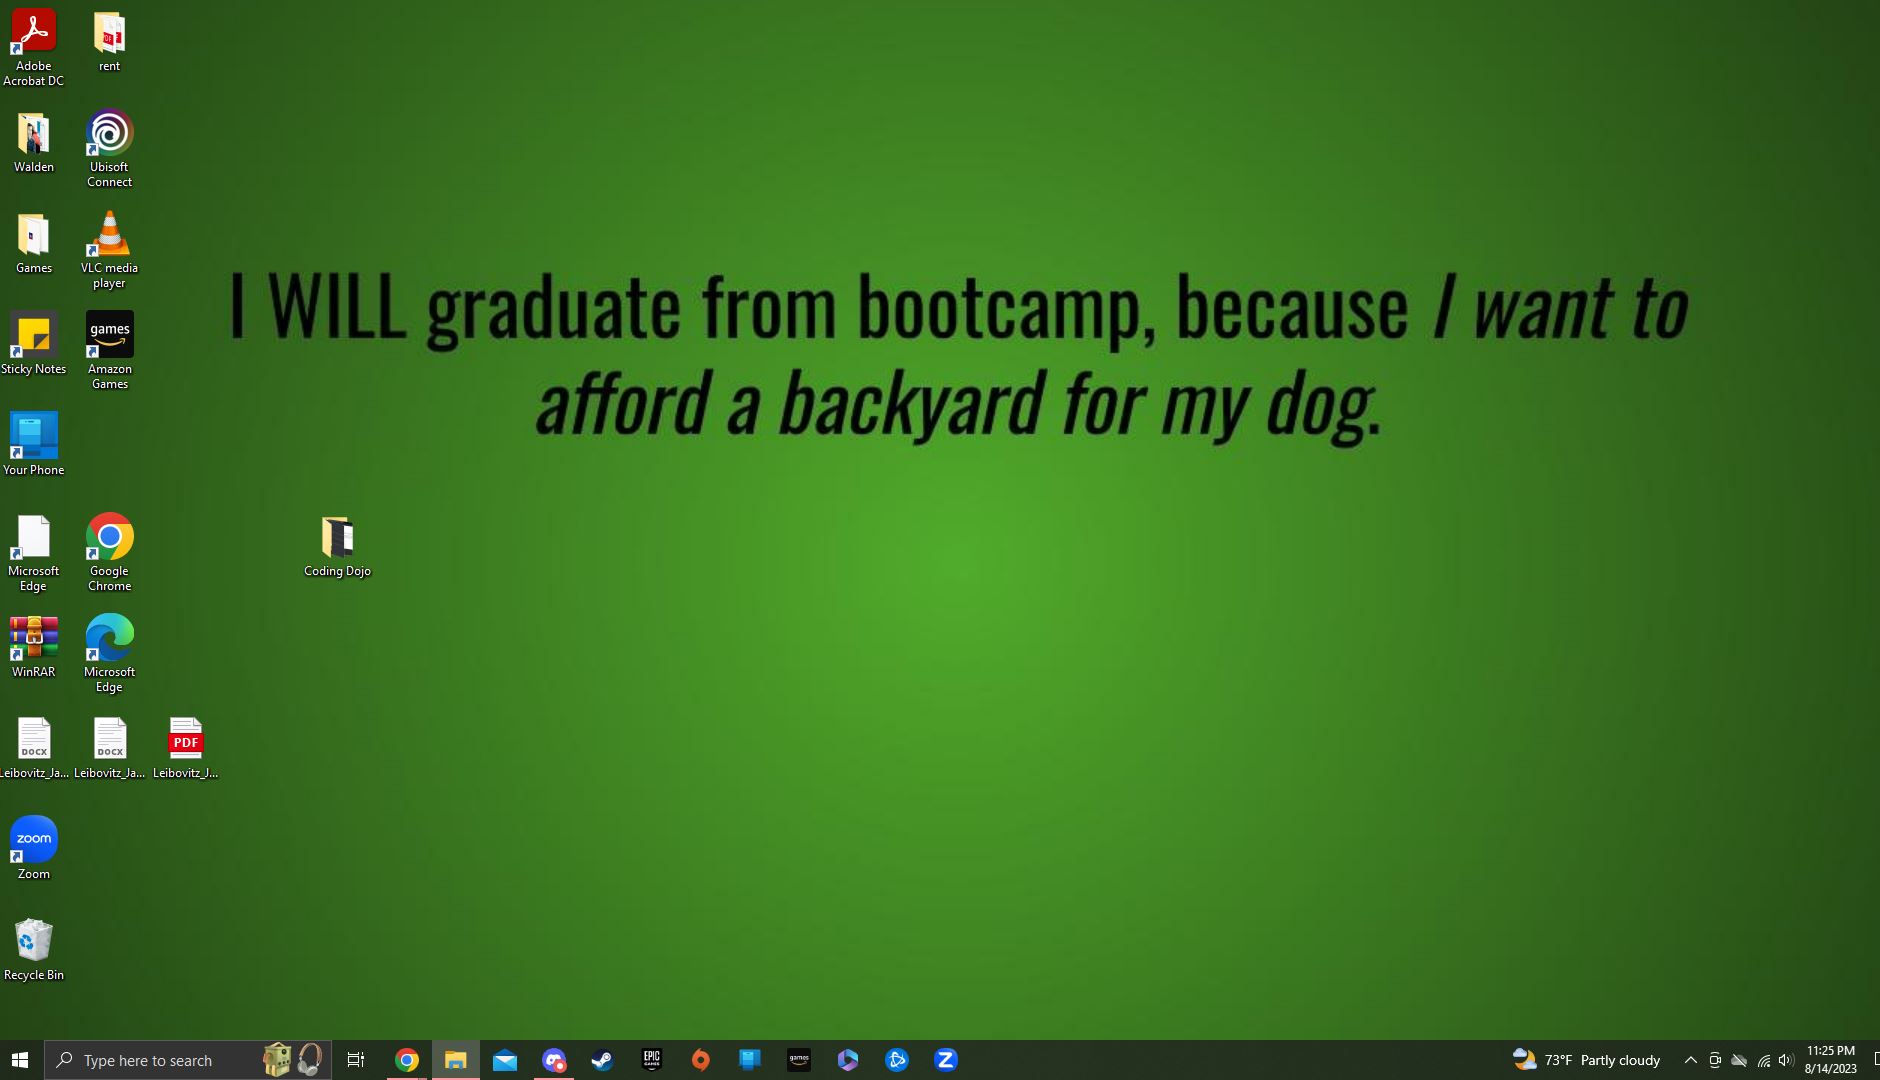 Adobe
Acrobat DC
rent
Walden
Ubisoft
Connect
Games
VLC media
player
Sticky Notes
games
Amazon
Games
Your Phone
I WILL graduate from bootcamp, because I want to
afford a backyard for my dog.
Microsoft
Edge
Google
Chrome
Coding Dojo
WinRAR
Microsoft
Edge
DOCX
DOCX
PDF
Leibovitz_Ja...
Leibovitz_Ja...
Leibovitz_J...
zoom
Zoom
Recycle Bin
Type here to search
EPIC
GAMES
games
73°F Partly cloudy
11:25 PM
8/14/2023